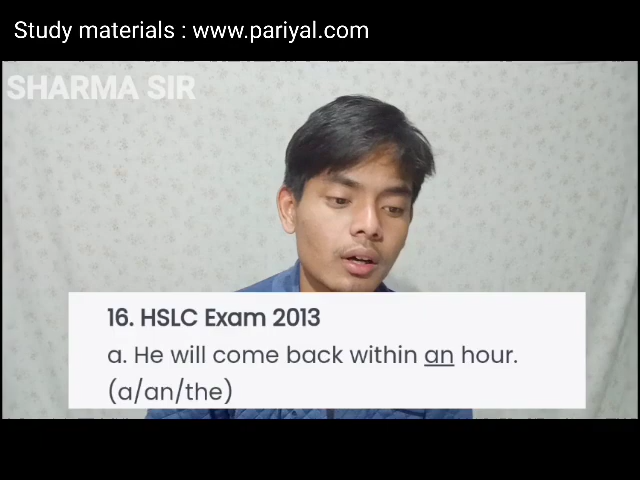 Study materials : www.pariyal.com
SHARMA SIR
16. HSLC Exam 2013
a. He will come back within an hour.
(a/an/the)